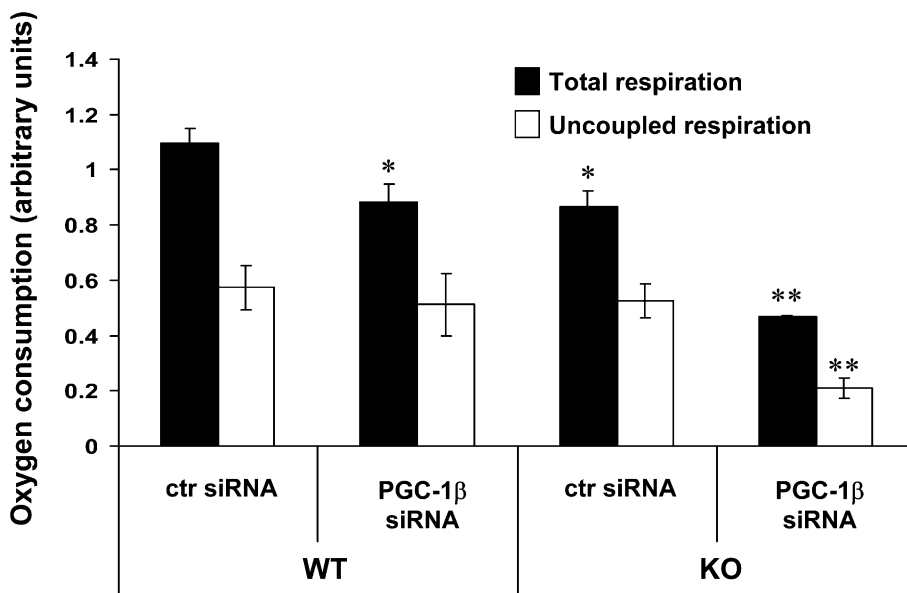 Oxygen consumption (arbitrary units)
1.4
1.2
1
0.8
0.6
0.4
0.2
0
Total respiration
Uncoupled respiration
*
*
**
**
ctr siRNA
PGC-1β
siRNA
ctr siRNA
PGC-1β
siRNA
WT
KO